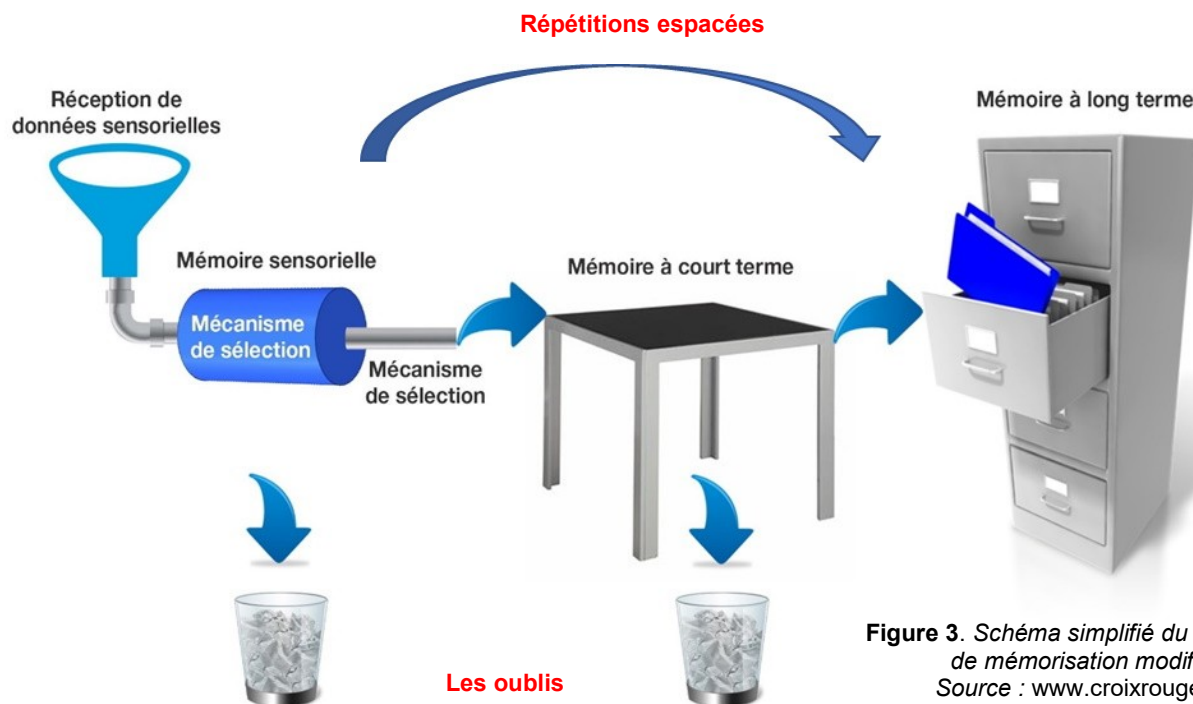 Répétitions espacées
Réception de
données sensorielles
Mémoire à long terme
Mémoire sensorielle
Mémoire à court terme
Mécanisme
de sélection
Mécanisme
de sélection
Figure 3. Schéma simplifié du
de mémorisation modif
Source : www.croixrouge
Les oublis